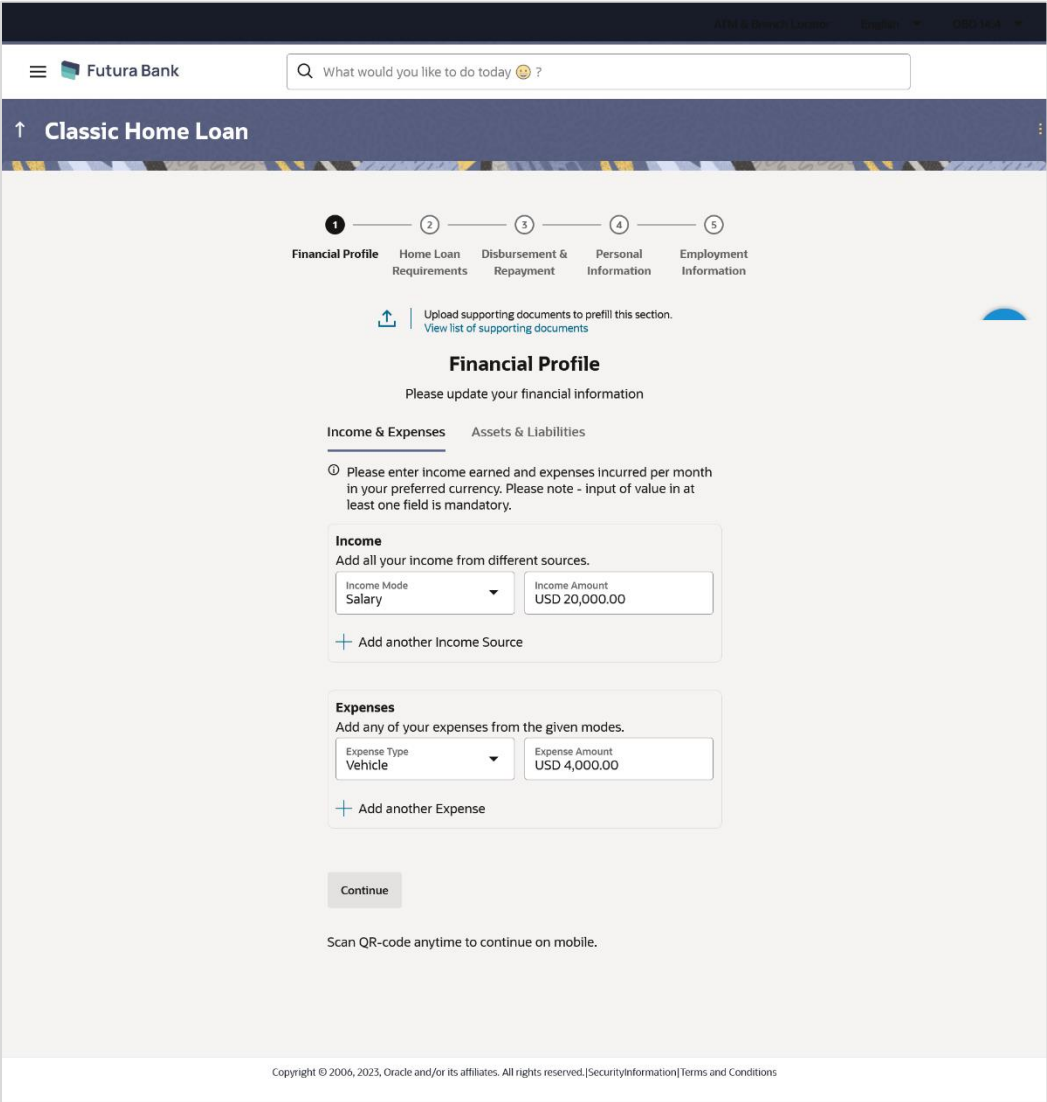 ATM & Branch Locator English
Futura Bank
What would you like to do today 😀 ?
Classic Home Loan
1 2 3 4 5
Financial Profile Home Loan Requirements Disbursement & Repayment Personal Information Employment Information
Upload supporting documents to prefill this section.
View list of supporting documents
Financial Profile
Please update your financial information
Income & Expenses Assets & Liabilities
Please enter income earned and expenses incurred per month
in your preferred currency. Please note - input of value in at
least one field is mandatory.
Income
Add all your income from different sources.
Income Mode Income Amount
Salary USD 20,000.00
Add another Income Source
Expenses
Add any of your expenses from the given modes.
Expense Type Expense Amount
Vehicle USD 4,000.00
Add another Expense
Continue
Scan QR-code anytime to continue on mobile.
Copyright © 2006, 2023, Oracle and/or its affiliates. All rights reserved.|SecurityInformation|Terms and Conditions